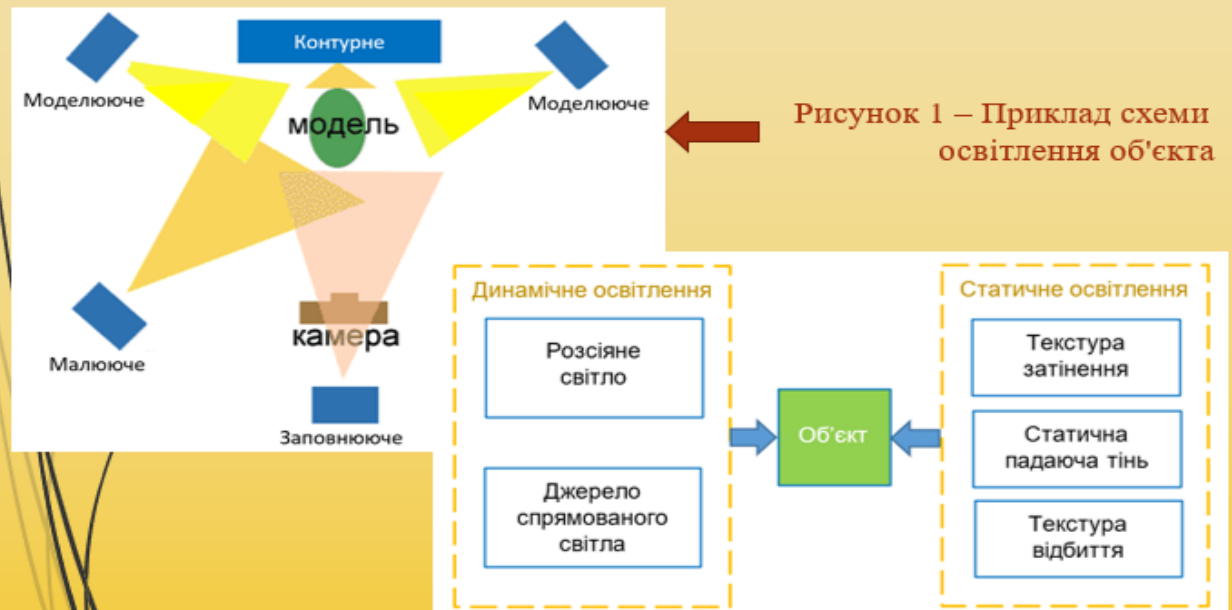 Контурне
Моделююче
Моделююче
модель
Рисунок 1 – Приклад схеми
освітлення об'єкта
Малююче
камера
Заповнююче
Динамічне освітлення
Розсіяне
світло
Джерело
спрямованого
світла
Об'єкт
Статичне освітлення
Текстура
затінення
Статична
падаюча тінь
Текстура
відбиття